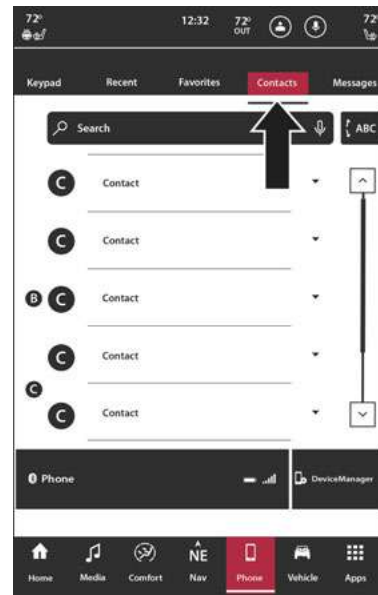 72° 12:32 72° 72°
OUT
Keypad Recent Favorites Contacts Messages
Search ABC
C Contact
C Contact
B C Contact
C Contact
C
C Contact
Phone DeviceManager
NE
Home Media Comfort Nav Phone Vehicle Apps